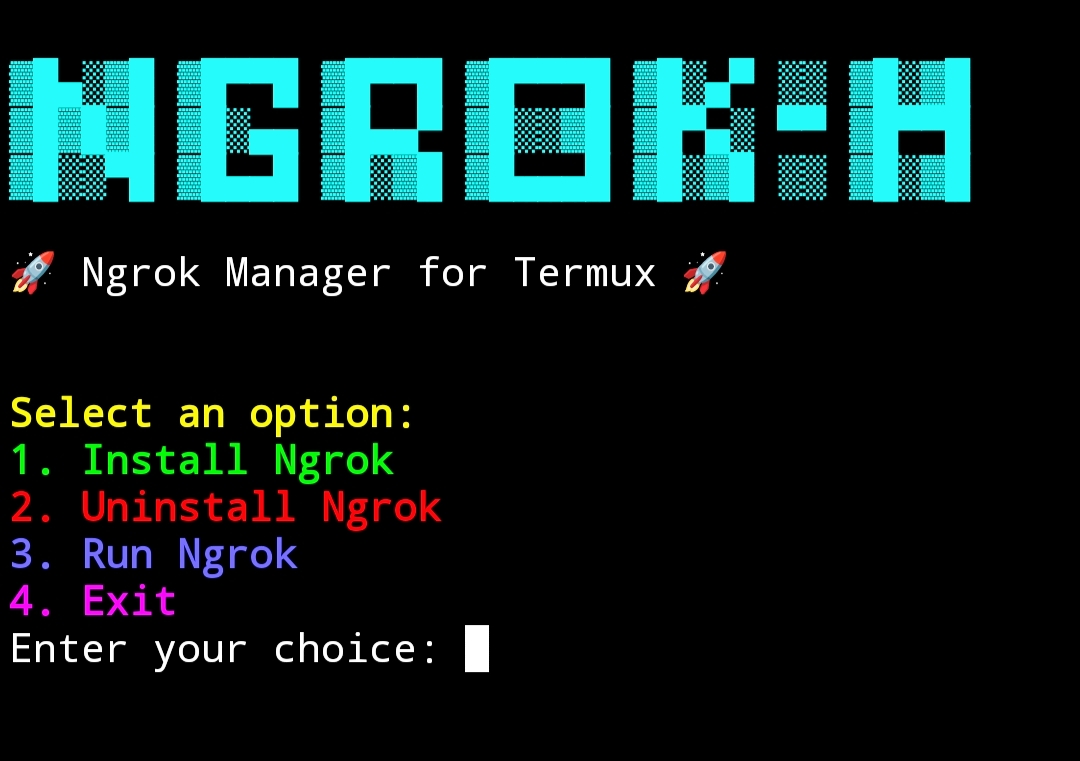 NGROK-H
🚀 Ngrok Manager for Termux 🚀
Select an option:
1. Install Ngrok
2. Uninstall Ngrok
3. Run Ngrok
4. Exit
Enter your choice: